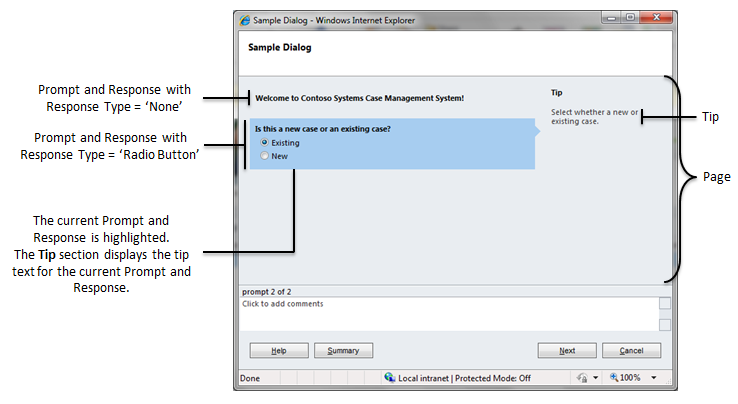 Sample Dialog - Windows Internet Explorer
Sample Dialog
Prompt and Response with
Response Type = ‘None’
Welcome to Contoso Systems Case Management System!
Tip
Select whether a new or
existing case.
Tip
Prompt and Response with
Response Type = ‘Radio Button’
Is this a new case or an existing case?
Existing
New
Page
The current Prompt and
Response is highlighted.
The Tip section displays the tip
text for the current Prompt and
Response.
prompt 2 of 2
Click to add comments
Help
Summary
Next
Cancel
Done
Local intranet | Protected Mode: Off
100%